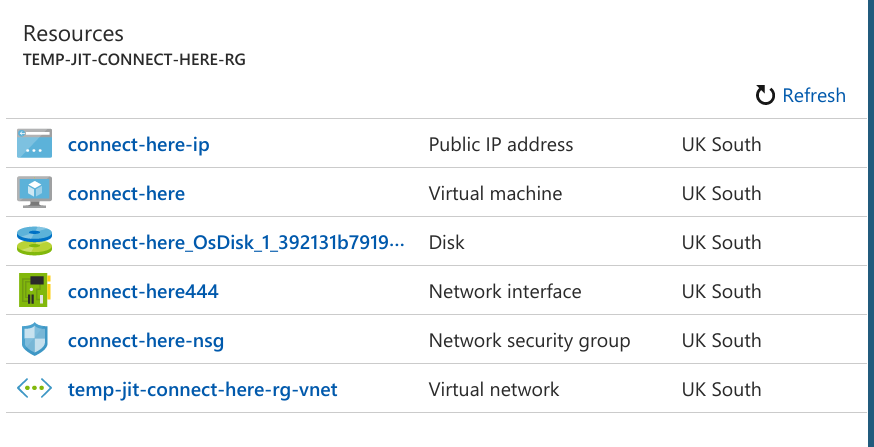 Resources
TEMP-JIT-CONNECT-HERE-RG
Refresh
connect-here-ip Public IP address UK South
connect-here Virtual machine UK South
connect-here_OsDisk_1_392131b7919··· Disk UK South
connect-here444 Network interface UK South
connect-here-nsg Network security group UK South
temp-jit-connect-here-rg-vnet Virtual network UK South